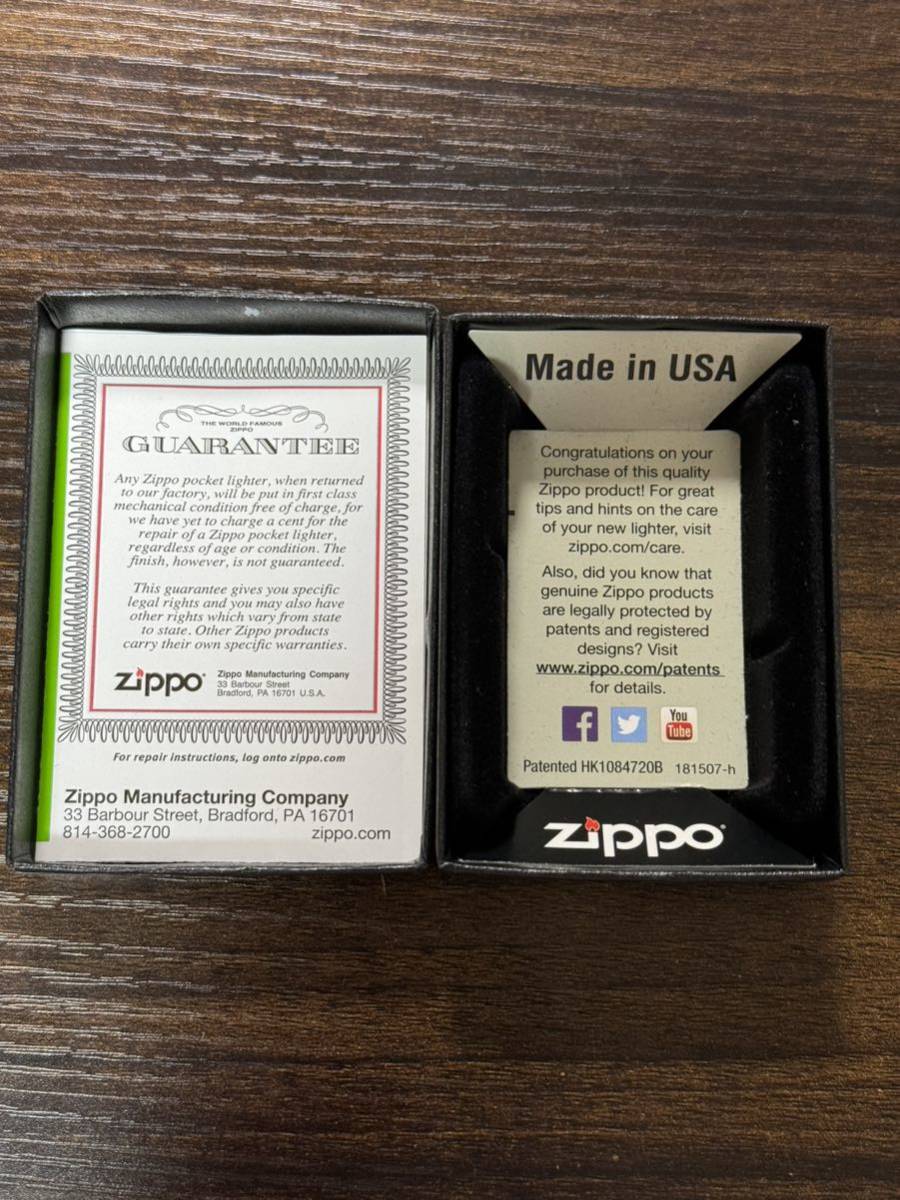 THE WORLD FAMOUS
ZIPPO
GUARANTEE
Any Zippo pocket lighter, when returned
to our factory, will be put in first class
mechanical condition free of charge, for
we have yet to charge a cent for the
repair of a Zippo pocket lighter,
regardless of age or condition. The
finish, however, is not guaranteed.
This guarantee gives you specific
legal rights and you may also have
other rights which vary from state
to state. Other Zippo products
carry their own specific warranties.
zippo®
Zippo Manufacturing Company
33 Barbour Street
Bradford, PA 16701 U.S.A.
For repair instructions, log onto zippo.com
Zippo Manufacturing Company
33 Barbour Street, Bradford, PA 16701
814-368-2700 zippo.com
Made in USA
Congratulations on your
purchase of this quality
Zippo product! For great
tips and hints on the care
of your new lighter, visit
zippo.com/care.
Also, did you know that
genuine Zippo products
are legally protected by
patents and registered
designs? Visit
www.zippo.com/patents
for details.
f
You
Tube
Patented HK1084720B 181507-h
zippo®